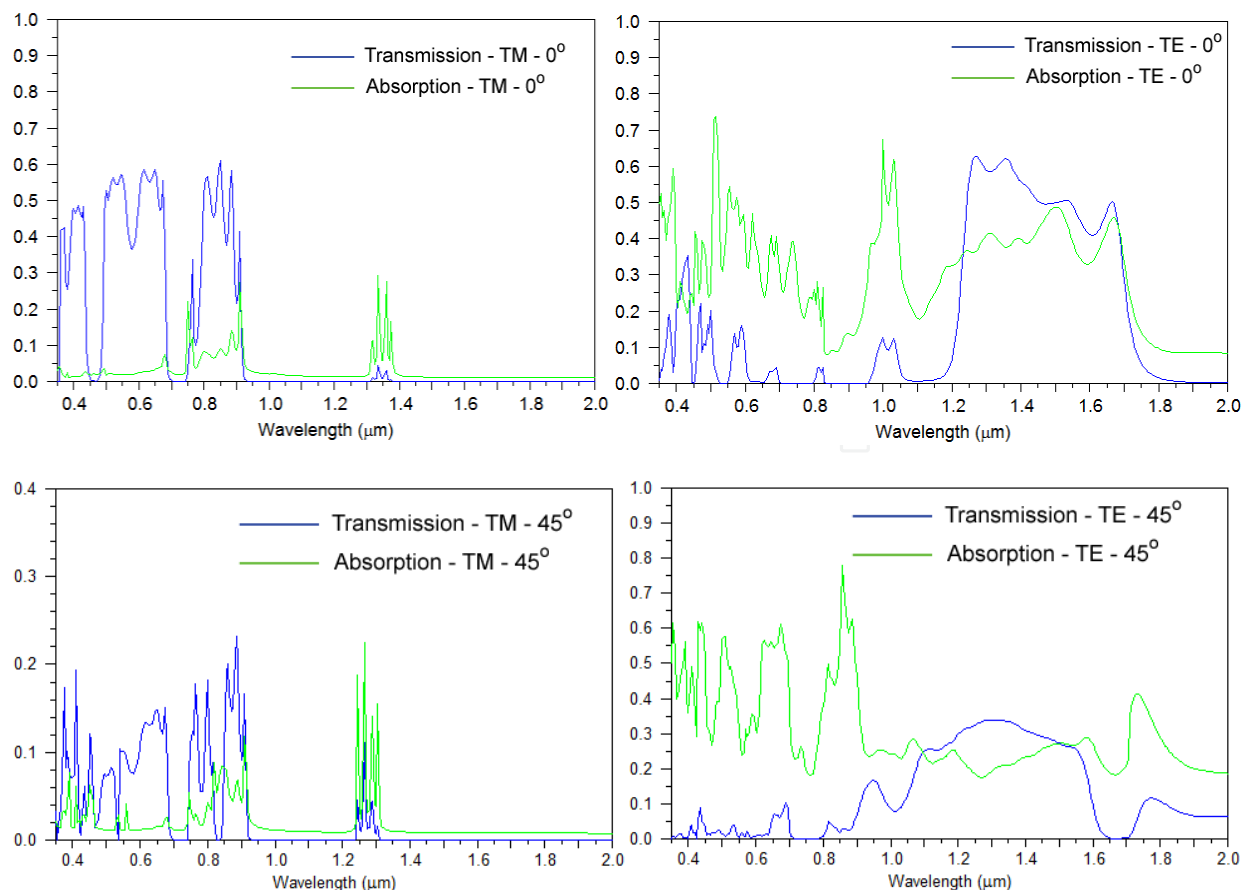 1.0
0.9
0.8
0.7
0.6
0.5
0.4
0.3
0.2
0.1
0.0
Transmission - TM - 0°
Absorption - TM - 0°
0.4 0.6 0.8 1.0 1.2 1.4 1.6 1.8 2.0
Wavelength (μm)
1.0
0.9
0.8
0.7
0.6
0.5
0.4
0.3
0.2
0.1
0.0
Transmission - TE - 0°
Absorption - TE - 0°
0.4 0.6 0.8 1.0 1.2 1.4 1.6 1.8 2.0
Wavelength (μm)
0.4
0.3
0.2
0.1
0.0
Transmission - TM - 45°
Absorption - TM - 45°
0.4 0.6 0.8 1.0 1.2 1.4 1.6 1.8 2.0
Wavelength (μm)
1.0
0.9
0.8
0.7
0.6
0.5
0.4
0.3
0.2
0.1
0.0
Transmission - TE - 45°
Absorption - TE - 45°
0.4 0.6 0.8 1.0 1.2 1.4 1.6 1.8 2.0
Wavelength (μm)